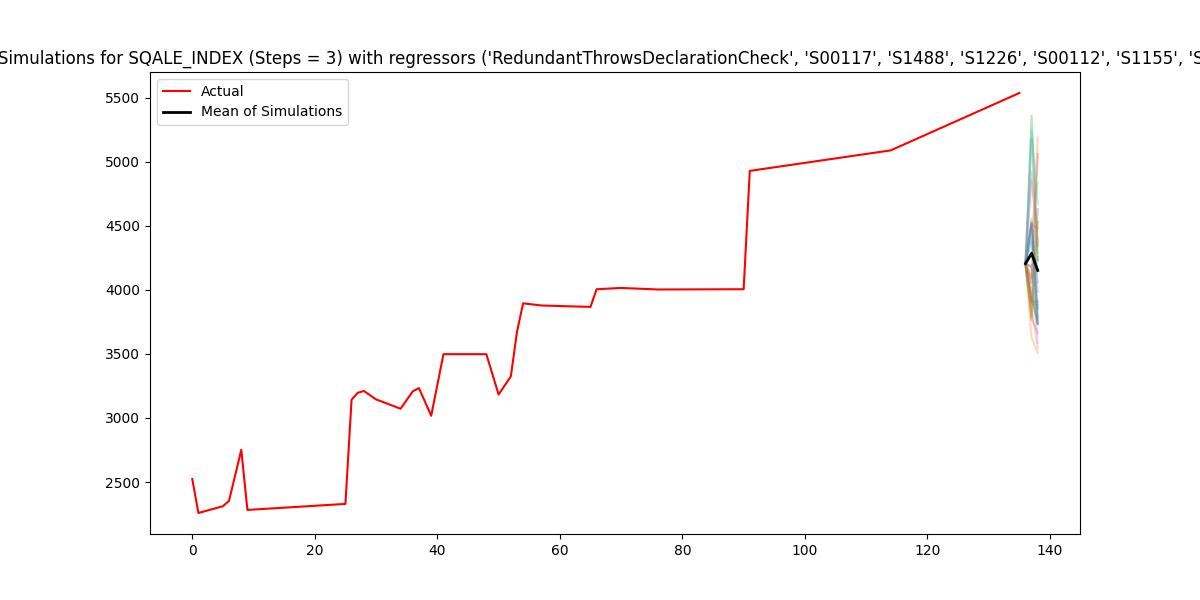 Simulations for SQALE_INDEX (Steps = 3) with regressors ('RedundantThrowsDeclarationCheck', 'S00117', 'S1488', 'S1226', 'S00112', 'S1155', 'S
Actual
Mean of Simulations
5500
5000
4500
4000
3500
3000
2500
0 20 40 60 80 100 120 140